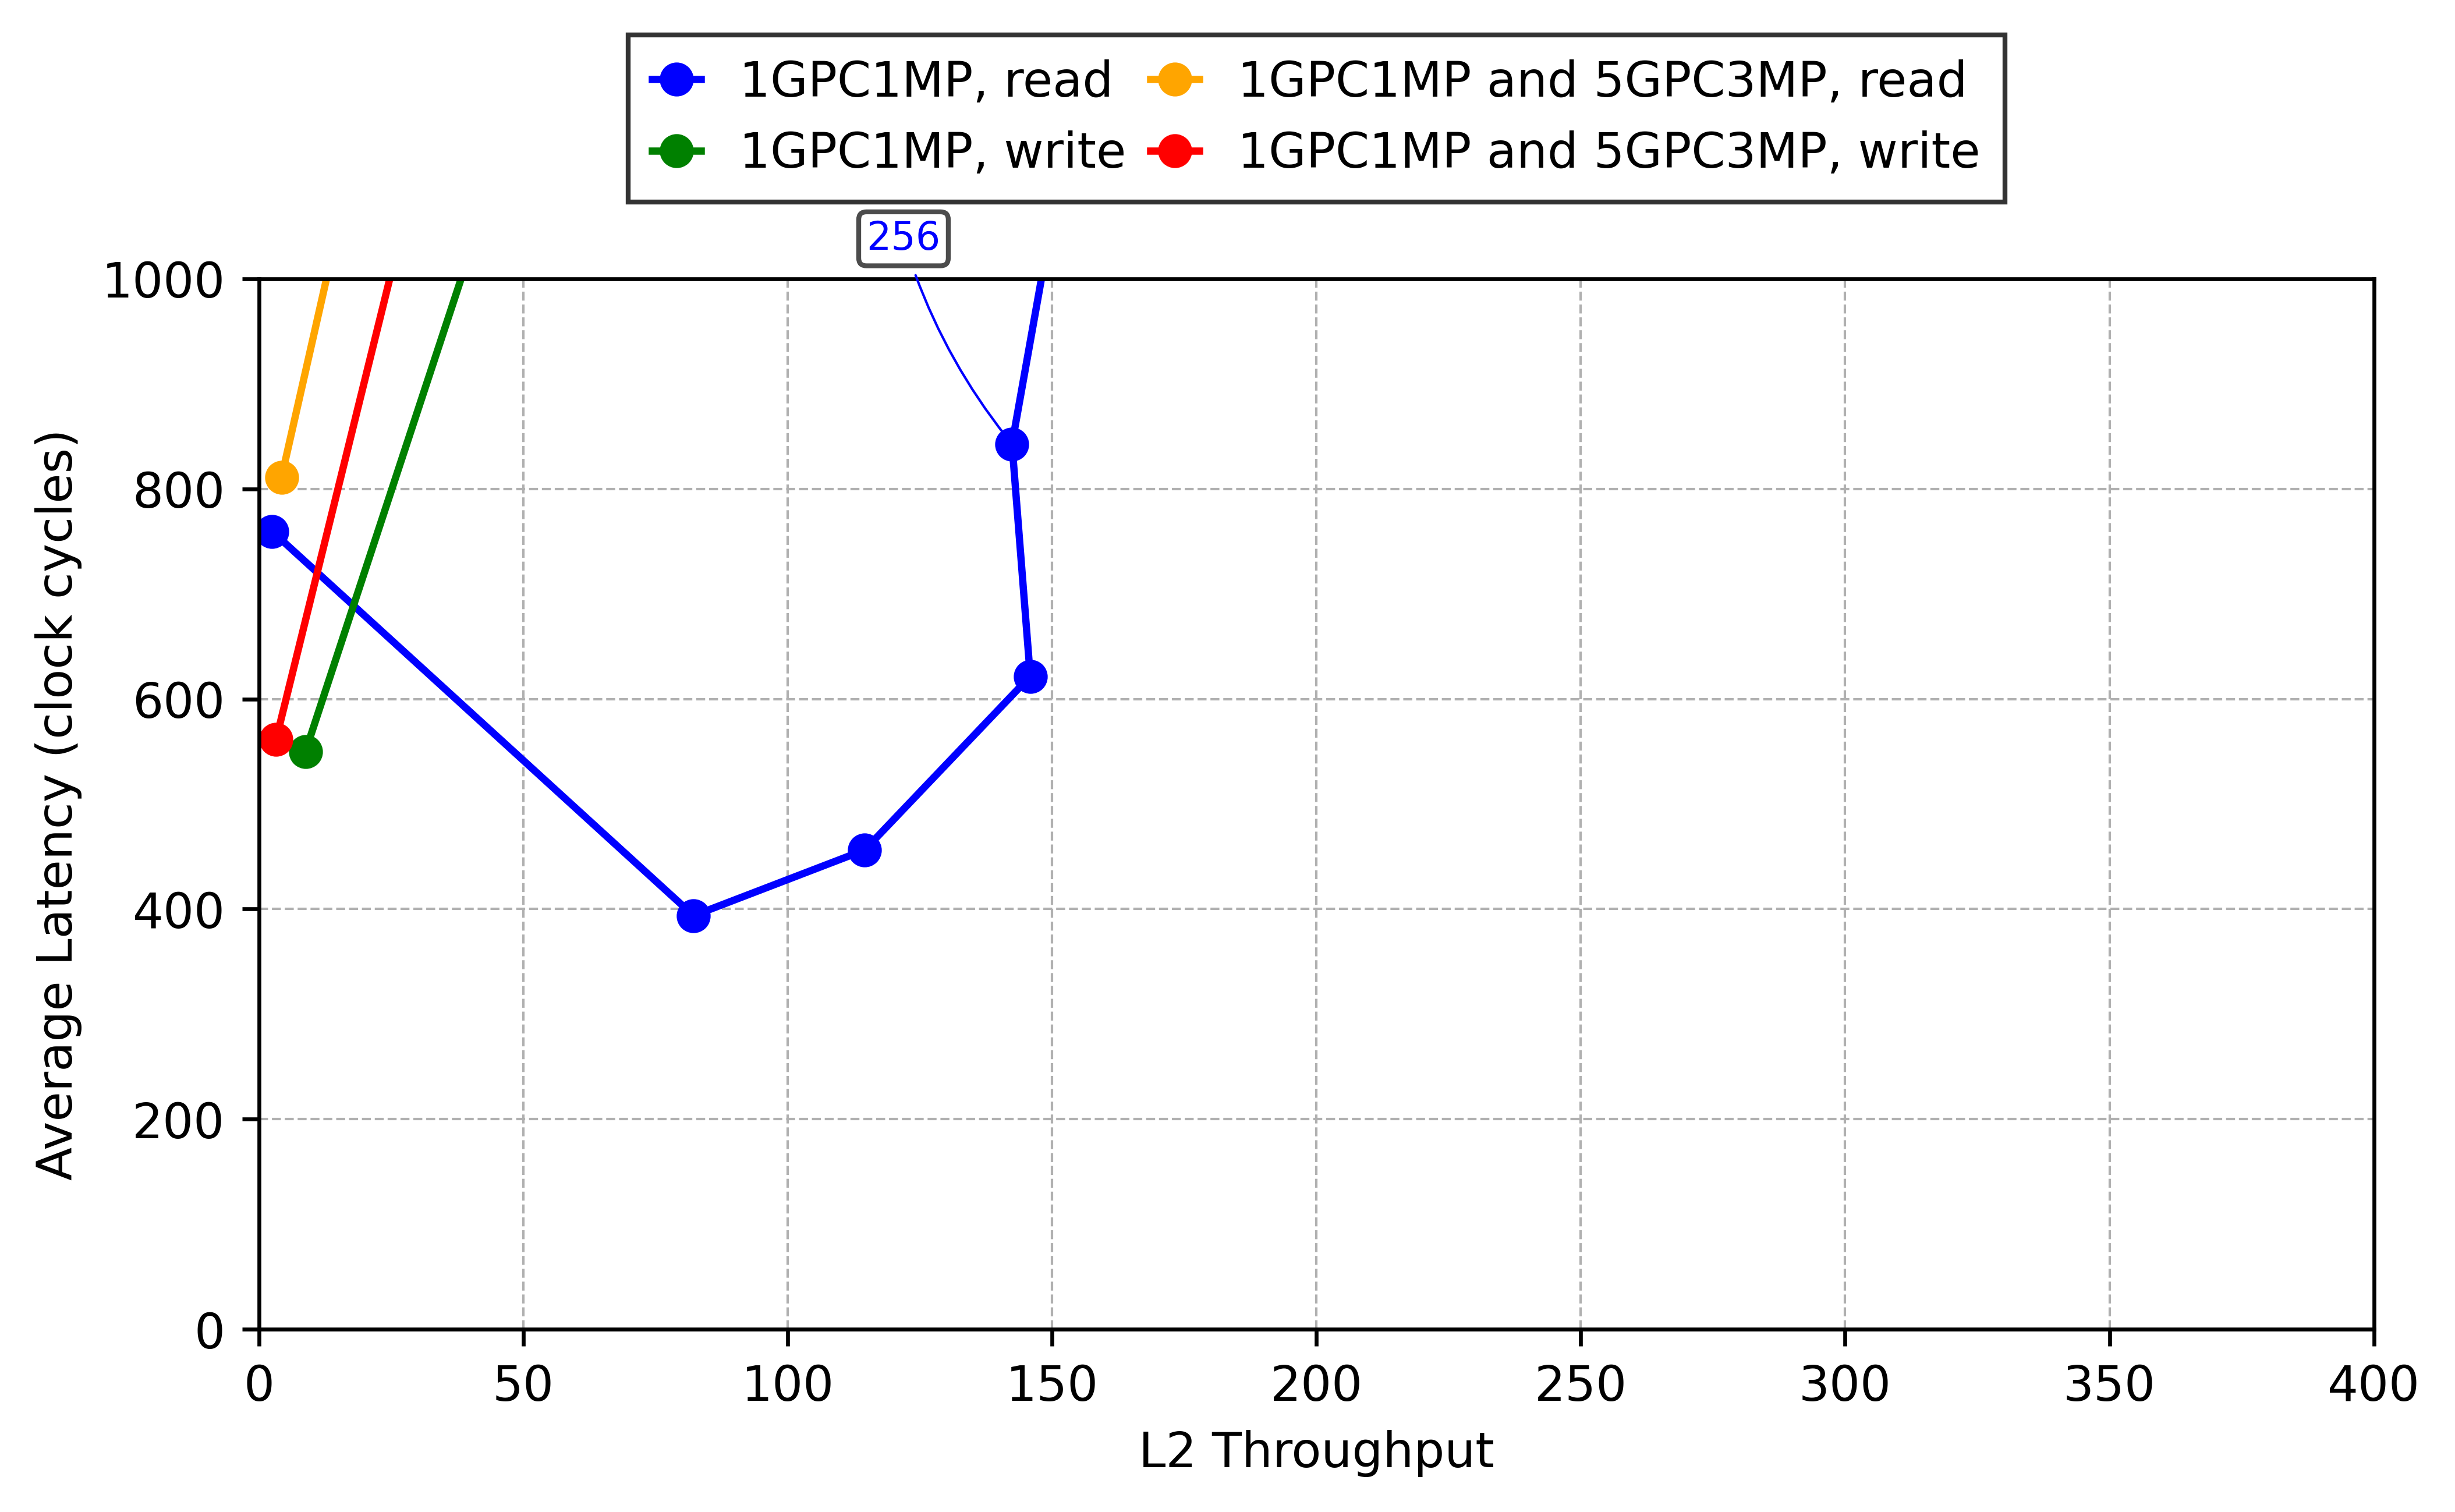 1GPC1MP, read
1GPC1MP, write
1GPC1MP and 5GPC3MP, read
1GPC1MP and 5GPC3MP, write
256
1000
800
600
400
200
0
Average Latency (clock cycles)
0 50 100 150 200 250 300 350 400
L2 Throughput